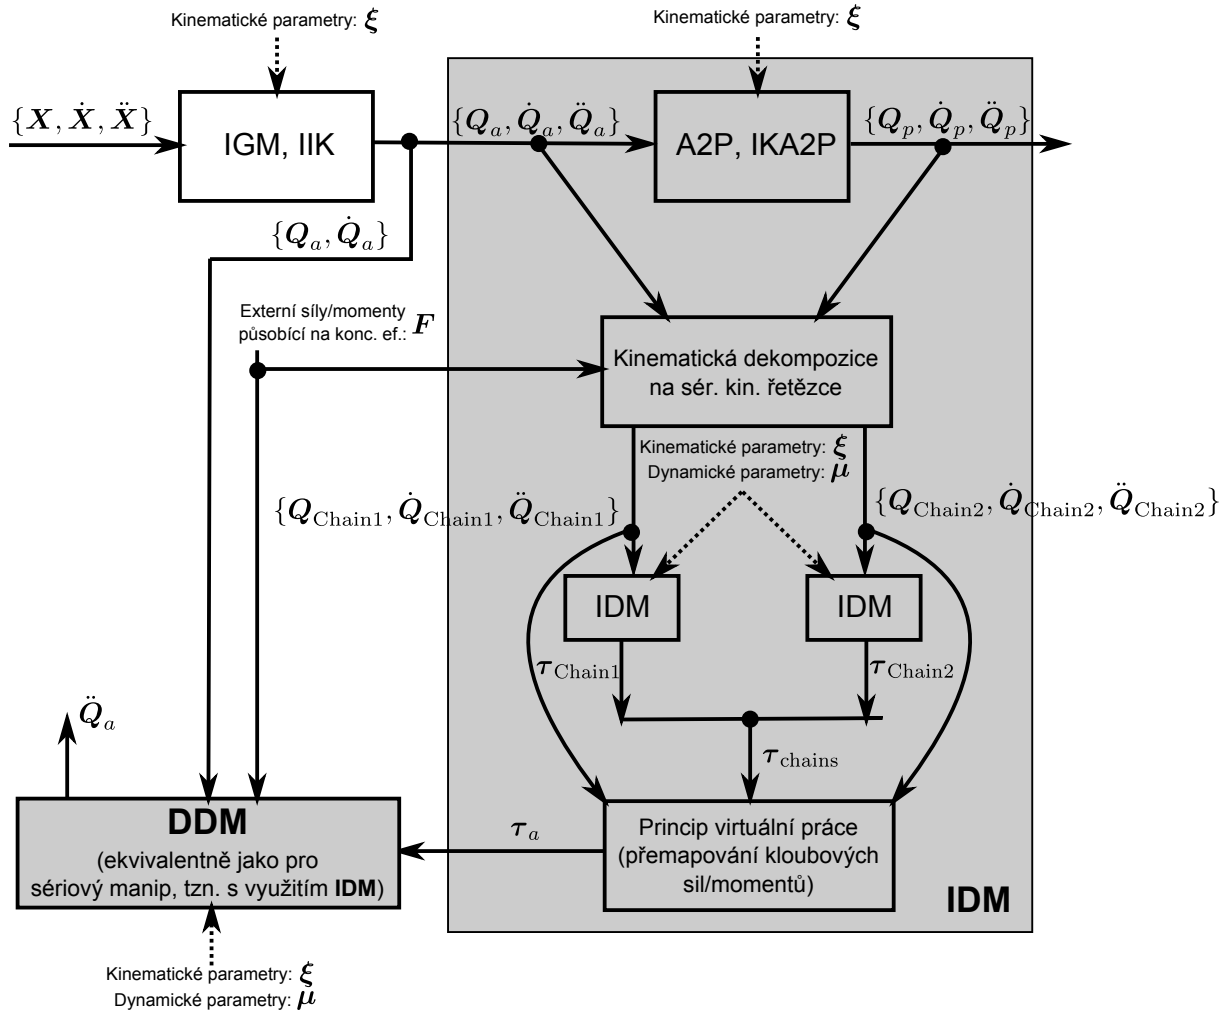 Kinematické parametry: ξ
Kinematické parametry: ξ
{X, Ẋ, Ẍ}
IGM, IIK
{Q_a, Q̇_a, Q̈_a}
A2P, IKA2P
{Q_p, Q̇_p, Q̈_p}
{Q_a, Q̇_a}
Externí síly/momenty
působící na konc. ef.: F
Kinematická dekompozice
na sér. kin. řetězce
Kinematické parametry: ξ
Dynamické parametry: μ
{Q_Chain1, Q̇_Chain1, Q̈_Chain1}
{Q_Chain2, Q̇_Chain2, Q̈_Chain2}
IDM
IDM
τ_Chain1
τ_Chain2
τ_chains
Q̈_a
DDM
(ekvivalentně jako pro
sériový manip, tzn. s využitím IDM)
τ_a
Princip virtuální práce
(přemapování kloubových
sil/momentů)
IDM
Kinematické parametry: ξ
Dynamické parametry: μ